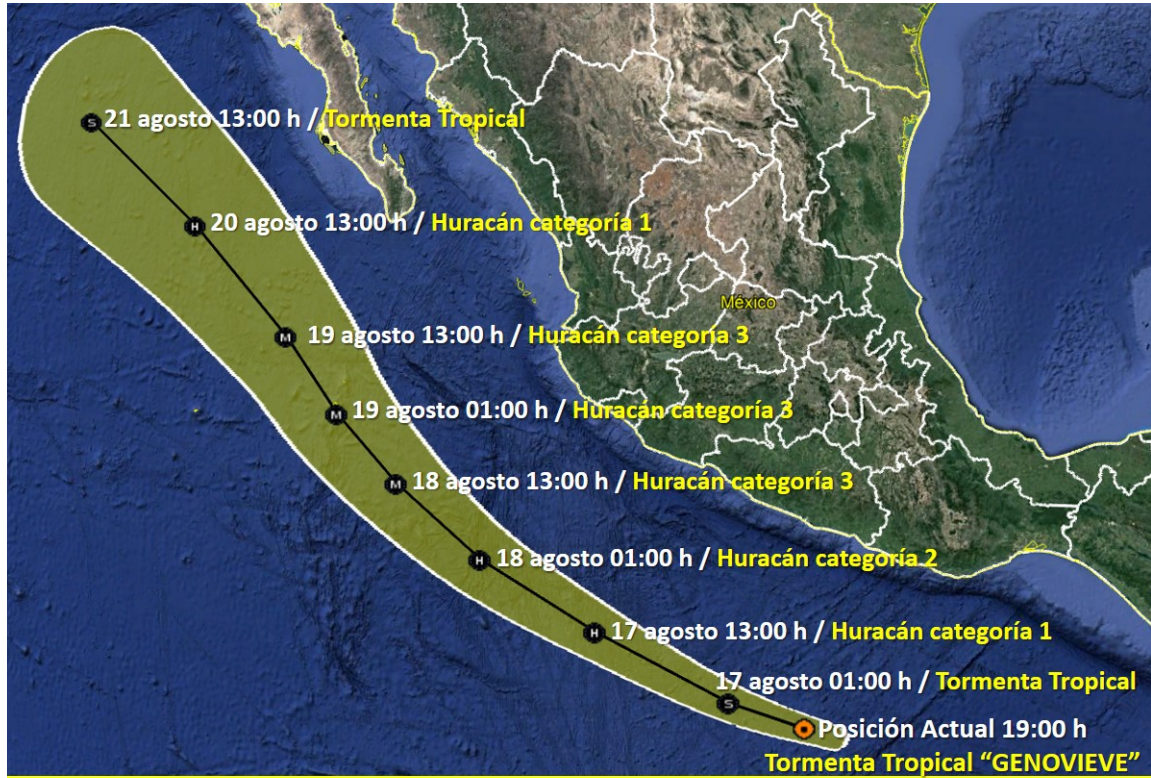 S 21 agosto 13:00 h / Tormenta Tropical
H 20 agosto 13:00 h / Huracán categoría 1
México
M 19 agosto 13:00 h / Huracán categoría 3
M 19 agosto 01:00 h / Huracán categoría 3
M 18 agosto 13:00 h / Huracán categoría 3
H 18 agosto 01:00 h / Huracán categoría 2
H 17 agosto 13:00 h / Huracán categoría 1
S 17 agosto 01:00 h / Tormenta Tropical
Posición Actual 19:00 h
Tormenta Tropical “GENOVIEVE”